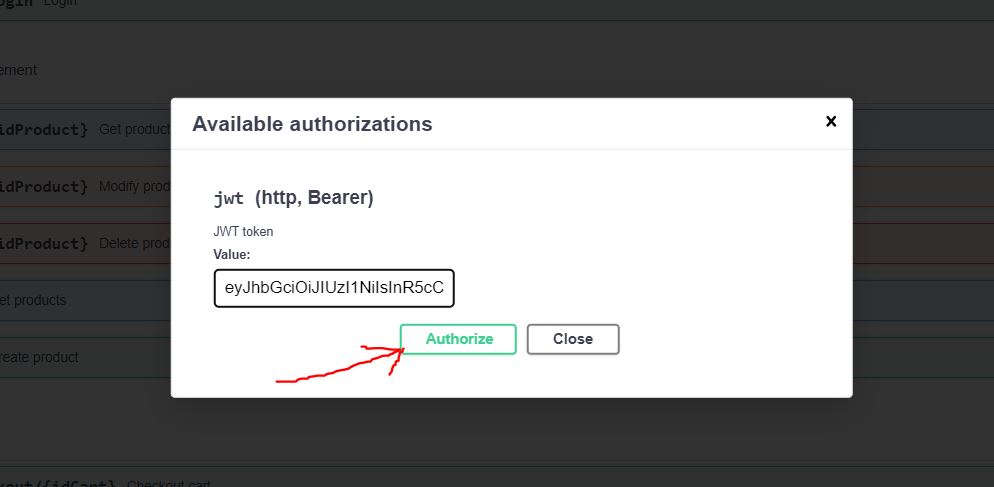 ogin Login
ement
idProduct} Get product
idProduct} Modify prod
idProduct} Delete prod
et products
reate product
out/{idCart} Checkout cart
Available authorizations
×
jwt (http, Bearer)
JWT token
Value:
eyJhbGciOiJIUzI1NiIsInR5cC
Authorize
Close